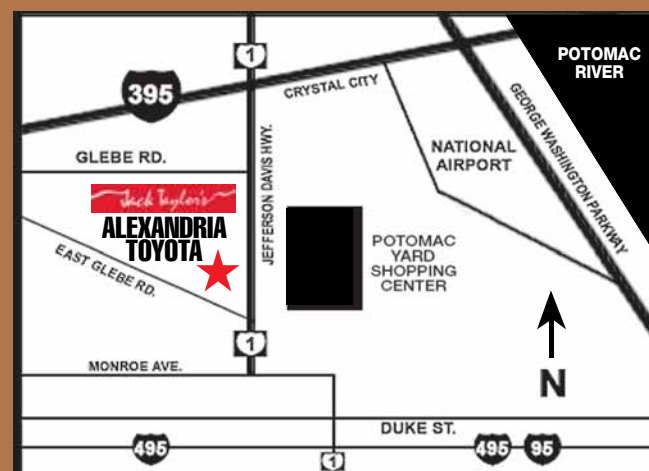 POTOMAC
RIVER
1
395
CRYSTAL CITY
GEORGE WASHINGTON PARKWAY
GLEBE RD.
JEFFERSON DAVIS HWY.
NATIONAL
AIRPORT
Jack Taylor's
ALEXANDRIA
TOYOTA
EAST GLEBE RD.
POTOMAC
YARD
SHOPPING
CENTER
1
MONROE AVE.
N
DUKE ST.
495
1
495
95